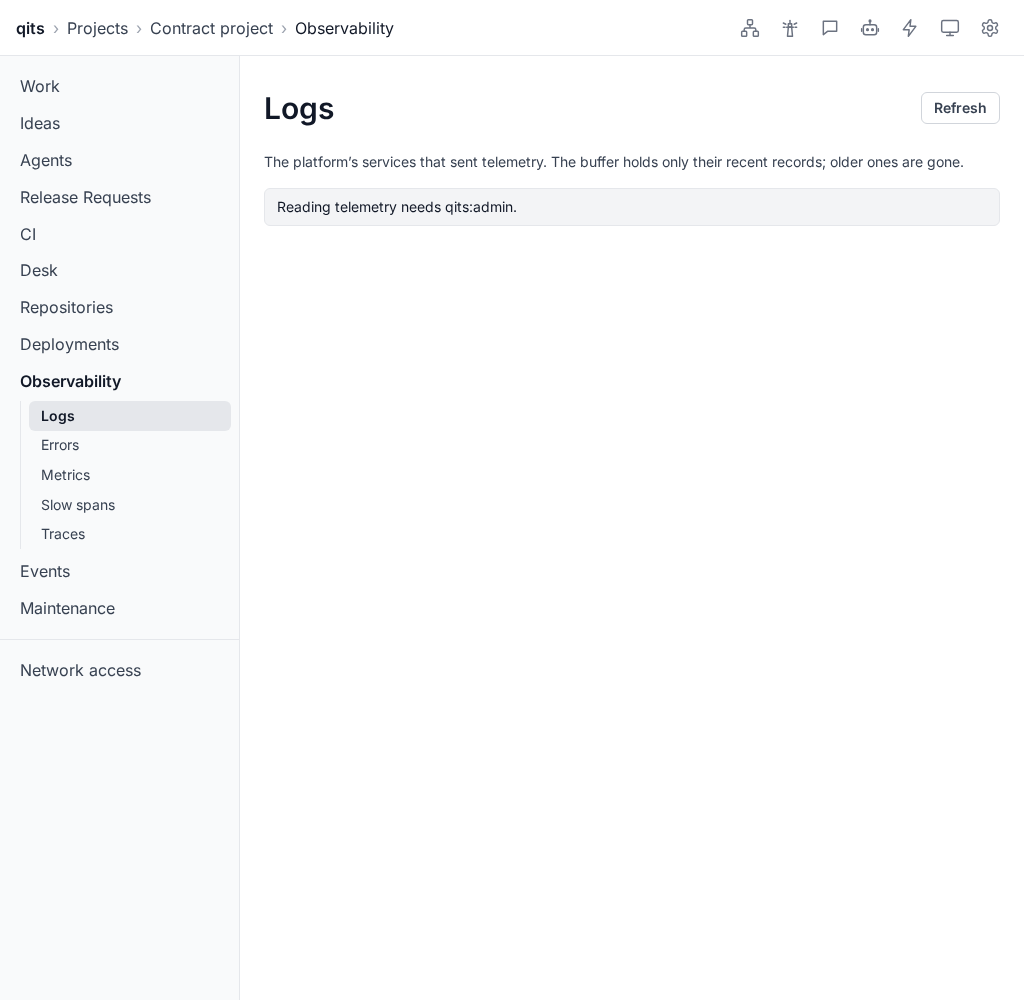 qits › Projects › Contract project › Observability
Work
Ideas
Agents
Release Requests
CI
Desk
Repositories
Deployments
Observability
Logs
Errors
Metrics
Slow spans
Traces
Events
Maintenance
Network access
Logs
Refresh
The platform’s services that sent telemetry. The buffer holds only their recent records; older ones are gone.
Reading telemetry needs qits:admin.